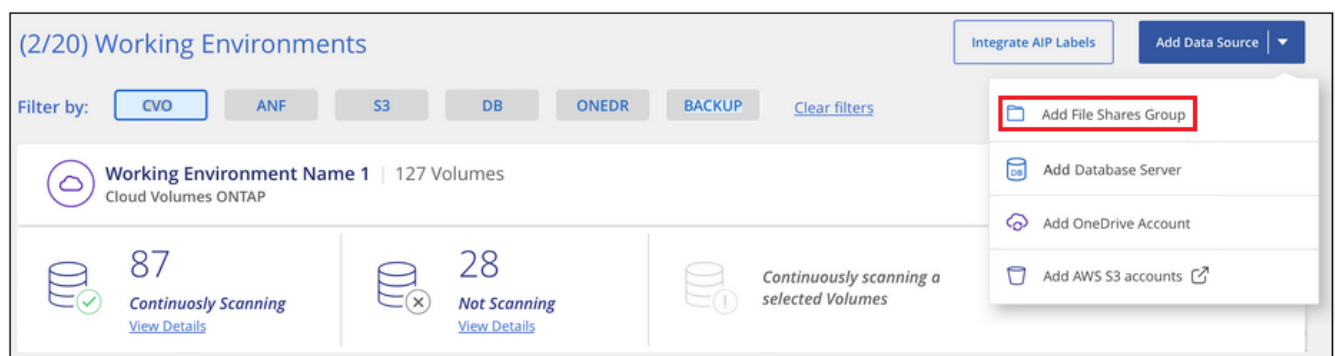 (2/20) Working Environments
Integrate AIP Labels
Add Data Source
Filter by:
CVO
ANF
S3
DB
ONEDR
BACKUP
Clear filters
Add File Shares Group
DB
Add Database Server
Add OneDrive Account
Add AWS S3 accounts
Working Environment Name 1 | 127 Volumes
Cloud Volumes ONTAP
87
Continuosly Scanning
View Details
28
Not Scanning
View Details
Continuously scanning a
selected Volumes